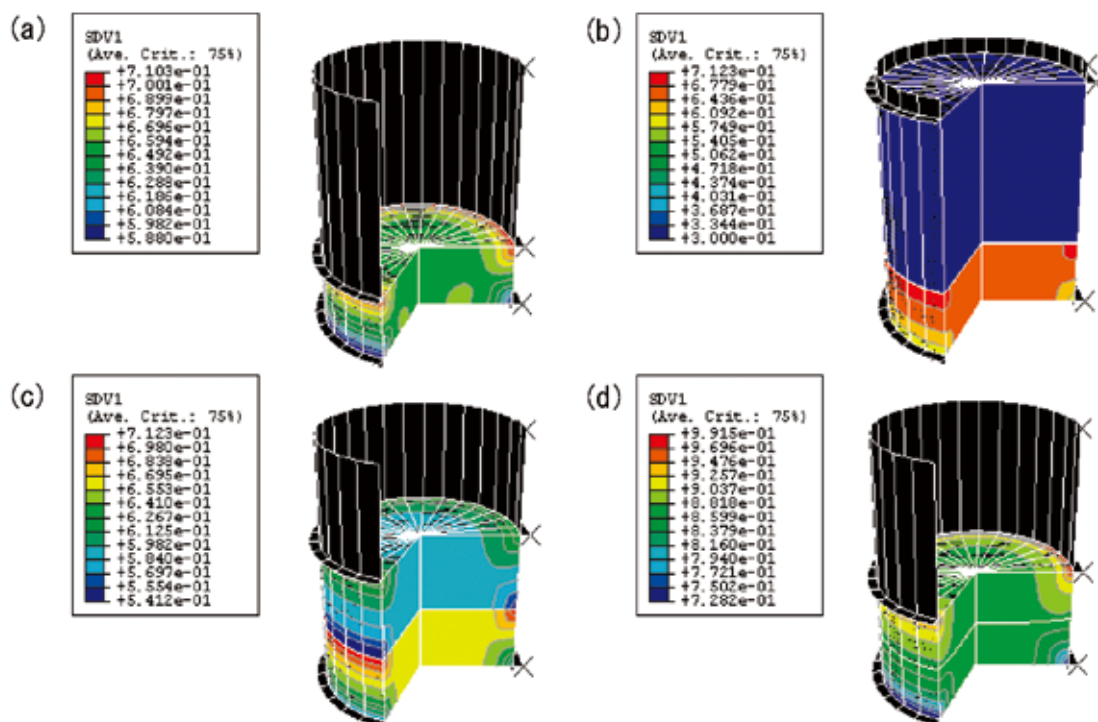 (a)
SDV1
(Ave. Crit.: 75%)
+7.103e-01
+7.001e-01
+6.899e-01
+6.797e-01
+6.696e-01
+6.594e-01
+6.492e-01
+6.390e-01
+6.288e-01
+6.186e-01
+6.084e-01
+5.982e-01
+5.880e-01
(b)
SDV1
(Ave. Crit.: 75%)
+7.123e-01
+6.779e-01
+6.436e-01
+6.092e-01
+5.749e-01
+5.405e-01
+5.062e-01
+4.718e-01
+4.374e-01
+4.031e-01
+3.687e-01
+3.344e-01
+3.000e-01
(c)
SDV1
(Ave. Crit.: 75%)
+7.123e-01
+6.980e-01
+6.838e-01
+6.695e-01
+6.553e-01
+6.410e-01
+6.267e-01
+6.125e-01
+5.982e-01
+5.840e-01
+5.697e-01
+5.554e-01
+5.412e-01
(d)
SDV1
(Ave. Crit.: 75%)
+9.915e-01
+9.696e-01
+9.476e-01
+9.257e-01
+9.037e-01
+8.818e-01
+8.599e-01
+8.379e-01
+8.160e-01
+7.940e-01
+7.721e-01
+7.502e-01
+7.282e-01